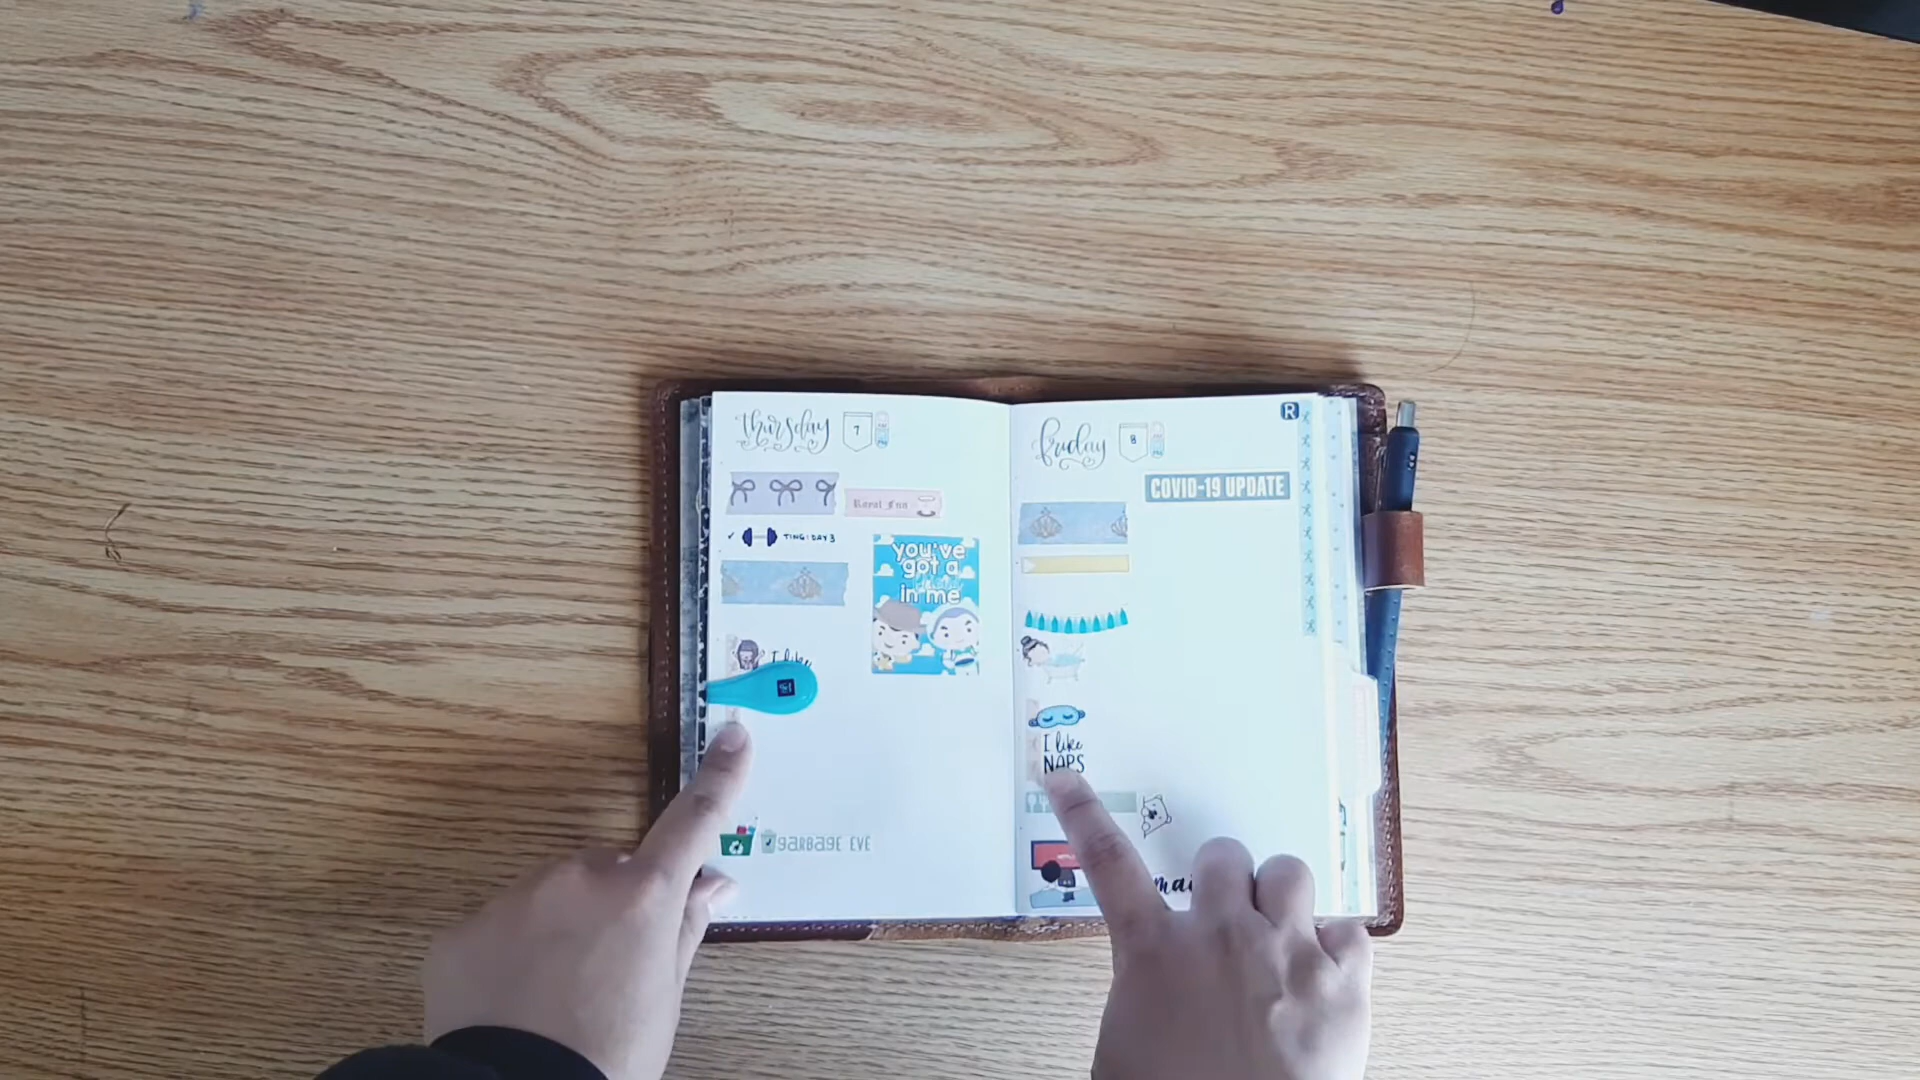 thursday
7
Royal Fun
TING: DAY 3
you've
got a
in me
I like
garbage eve
friday
8
R
COVID-19 UPDATE
I like
NAPS